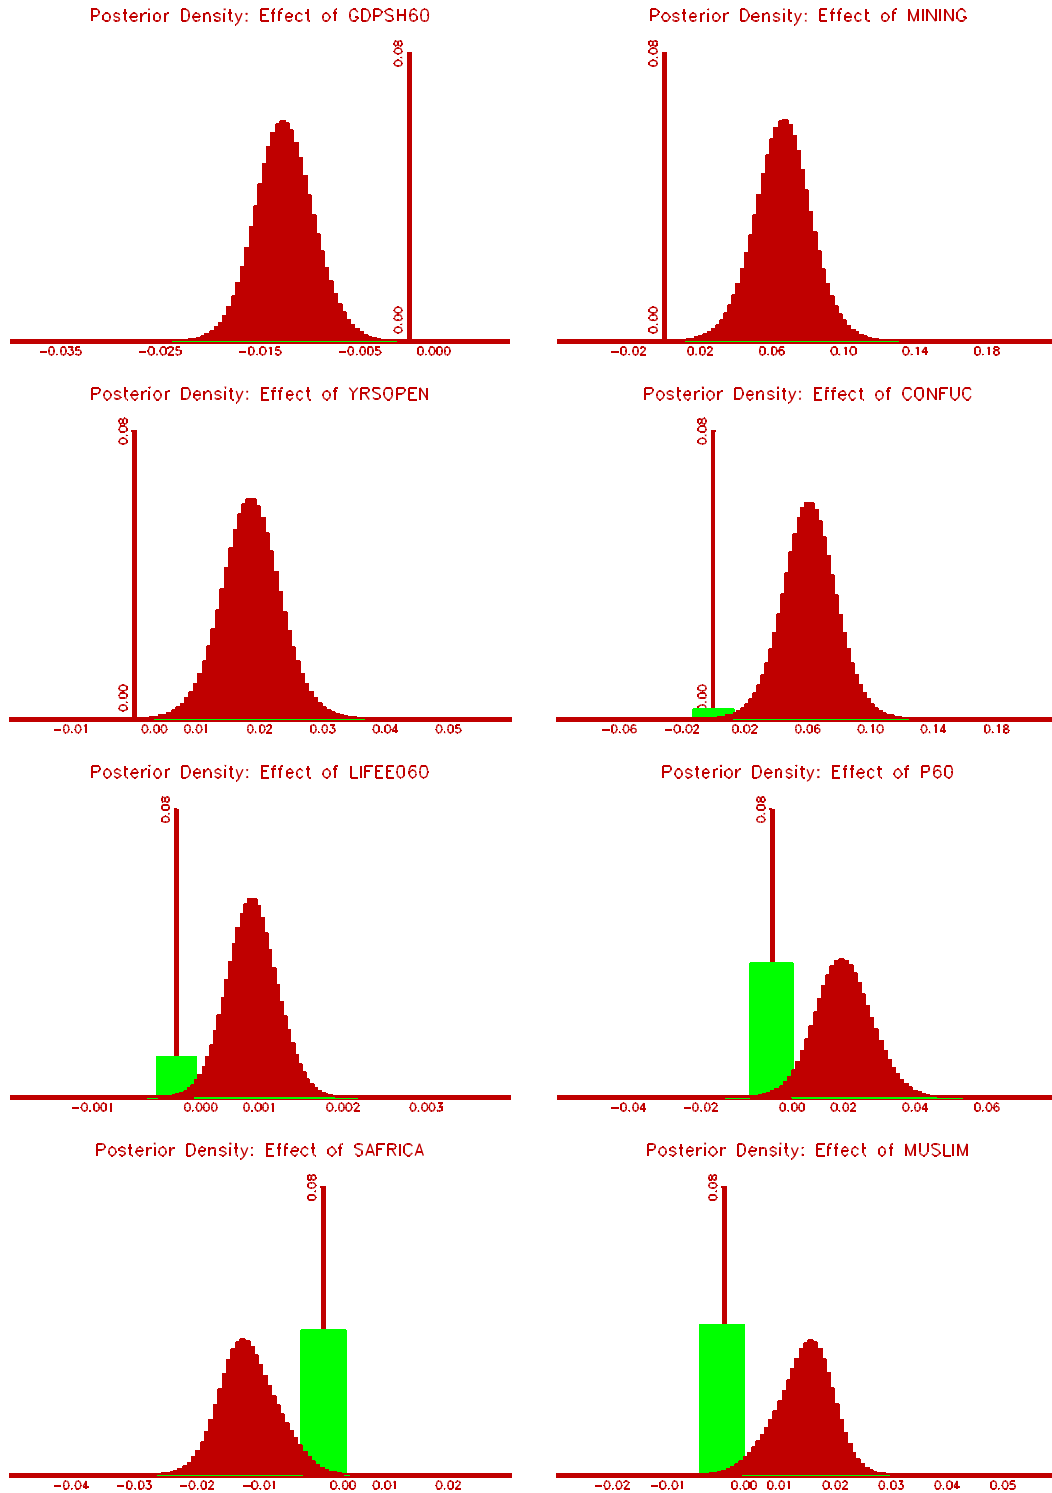 Posterior Density: Effect of GDPSH60
0.08
0.00
-0.035 -0.025 -0.015 -0.005 0.000
Posterior Density: Effect of MINING
0.08
0.00
-0.02 0.02 0.06 0.10 0.14 0.18
Posterior Density: Effect of YRSOPEN
0.08
0.00
-0.01 0.00 0.01 0.02 0.03 0.04 0.05
Posterior Density: Effect of CONFUC
0.08
0.00
-0.06 -0.02 0.02 0.06 0.10 0.14 0.18
Posterior Density: Effect of LIFEE060
0.08
-0.001 0.000 0.001 0.002 0.003
Posterior Density: Effect of P60
0.08
-0.04 -0.02 0.00 0.02 0.04 0.06
Posterior Density: Effect of SAFRICA
0.08
-0.04 -0.03 -0.02 -0.01 0.00 0.01 0.02
Posterior Density: Effect of MUSLIM
0.08
-0.02 -0.01 0.00 0.01 0.03 0.04 0.05